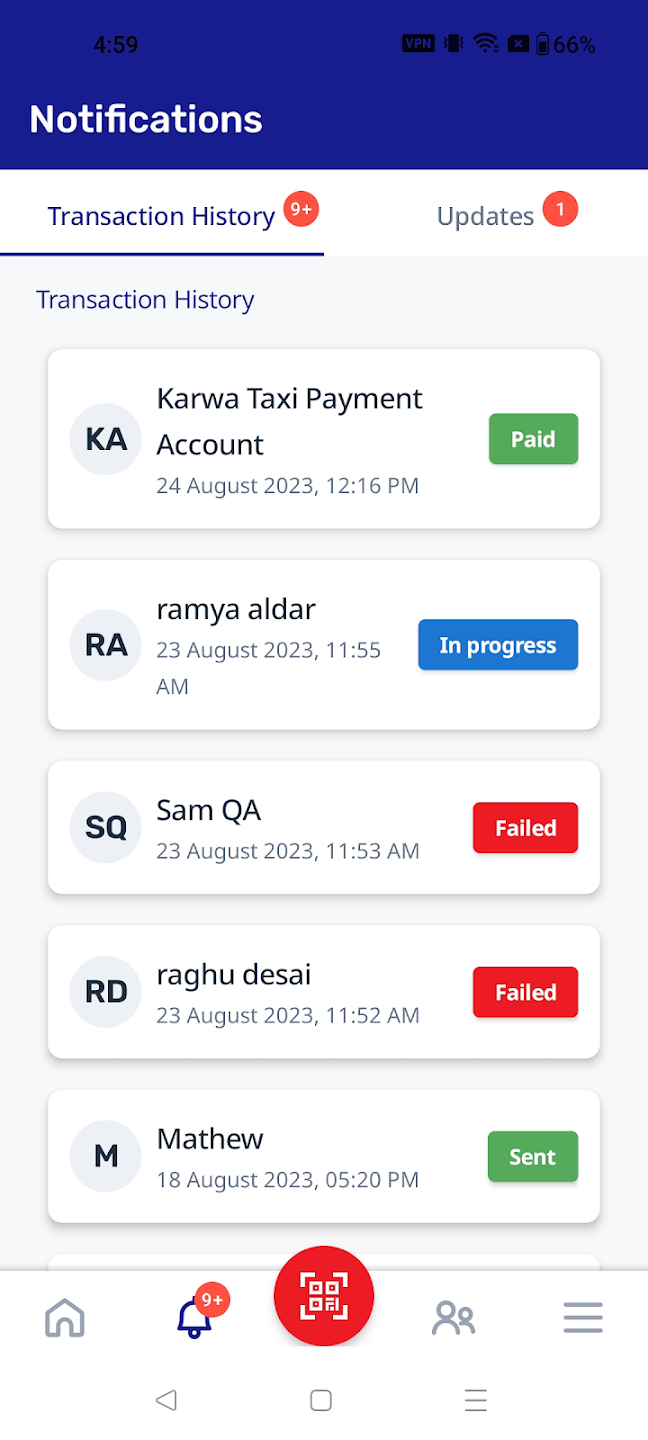 4:59
VPN
66%
Notifications
Transaction History 9+
Updates 1
Transaction History
KA
Karwa Taxi Payment
Account
24 August 2023, 12:16 PM
Paid
RA
ramya aldar
23 August 2023, 11:55
AM
In progress
SQ
Sam QA
23 August 2023, 11:53 AM
Failed
RD
raghu desai
23 August 2023, 11:52 AM
Failed
M
Mathew
18 August 2023, 05:20 PM
Sent
9+